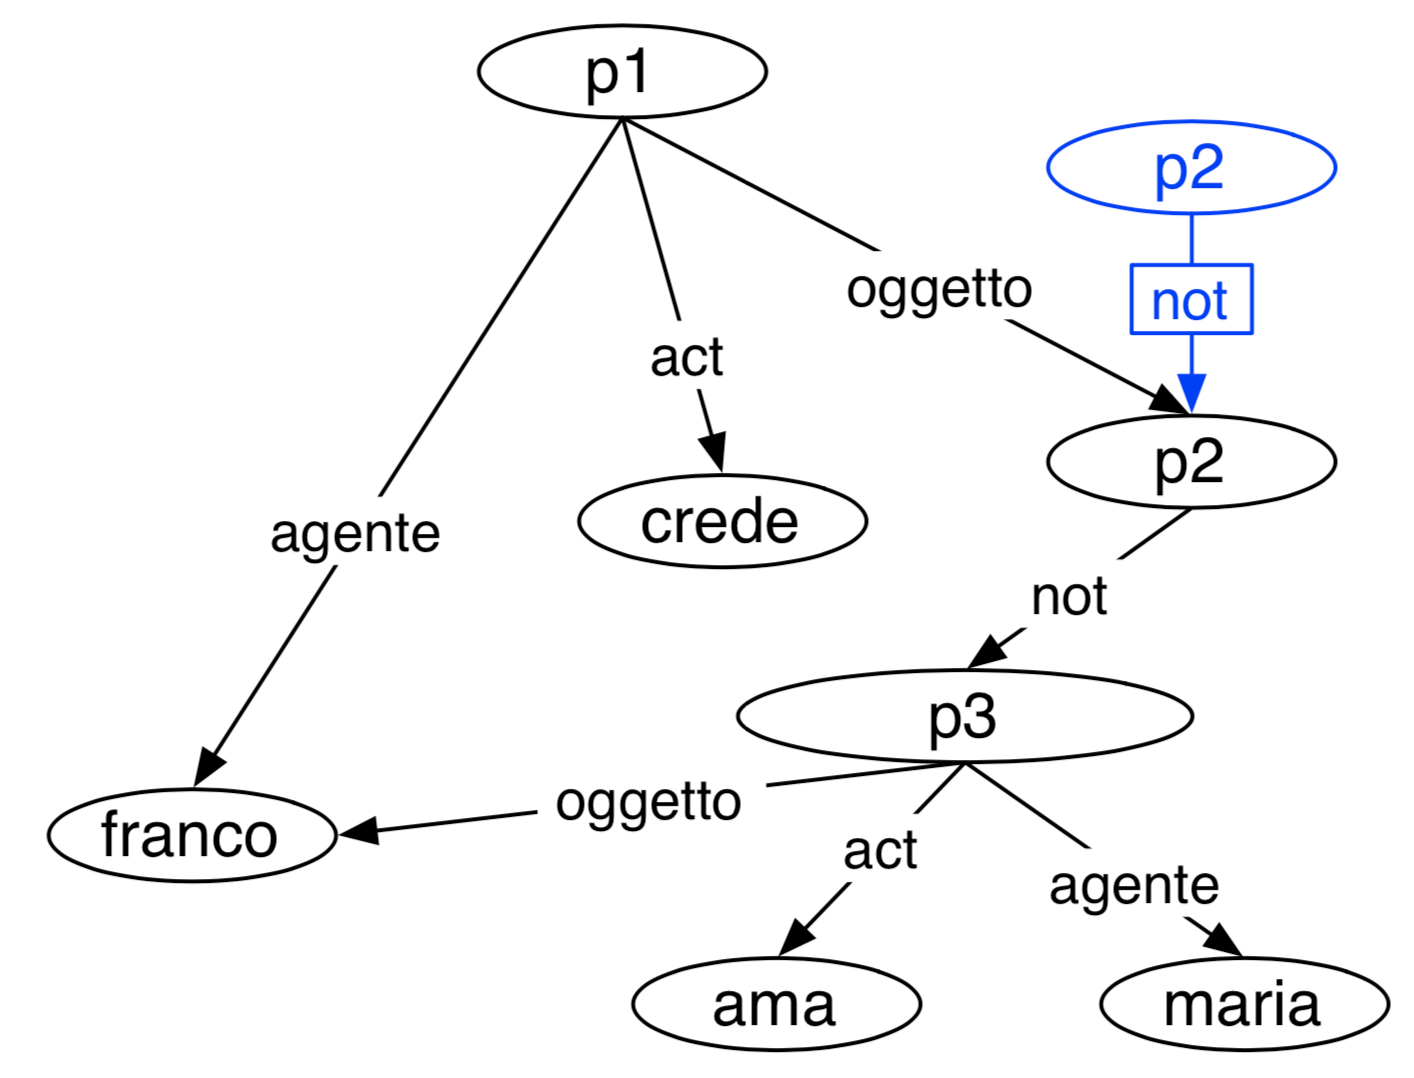 p1
p2
oggetto
not
act
p2
agente
crede
not
p3
oggetto
franco
act
agente
ama
maria